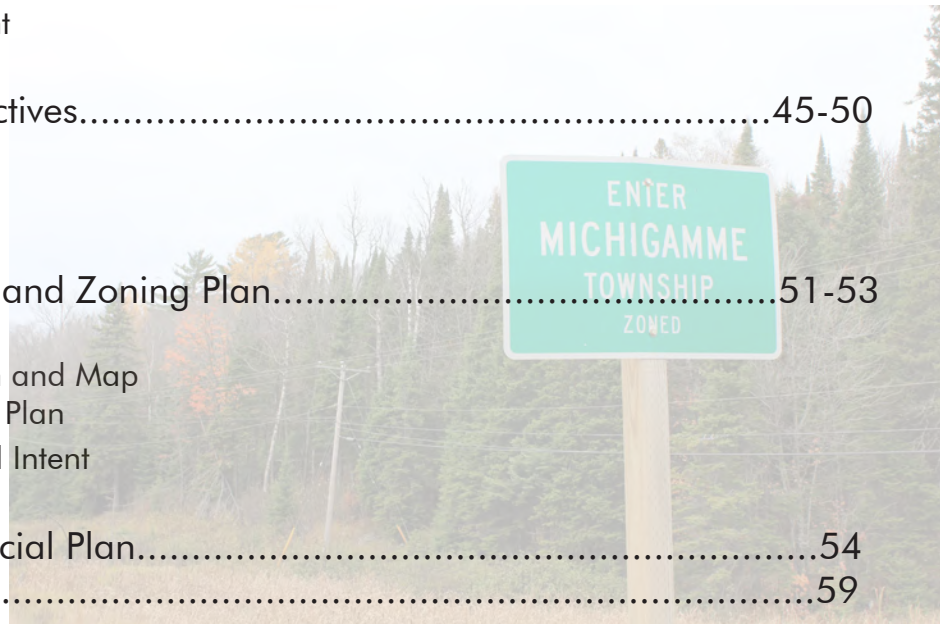 t
ctives...............................................................45-50
ENTER
MICHIGAMME
TOWNSHIP
ZONED
and Zoning Plan..............................................51-53
and Map
Plan
l Intent
cial Plan..............................................................54
..........................................................................59